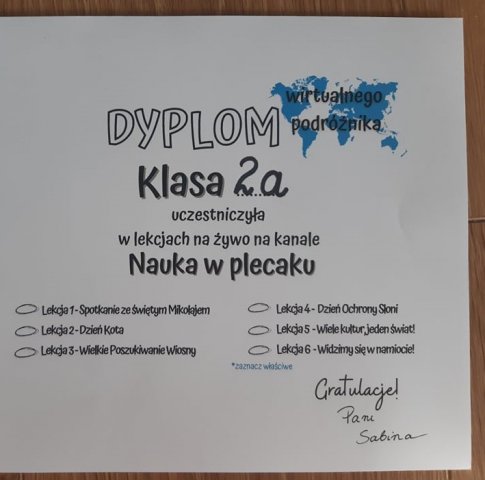 wirtualnego
DYPLOM podróżnika
Klasa 2a
uczestniczyła
w lekcjach na żywo na kanale
Nauka w plecaku
Lekcja 1 - Spotkanie ze świętym Mikołajem
Lekcja 2 - Dzień Kota
Lekcja 3 - Wielkie Poszukiwanie Wiosny
Lekcja 4 - Dzień Ochrony Słoni
Lekcja 5 - Wiele kultur, jeden świat!
Lekcja 6 - Widzimy się w namiocie!
*zaznacz właściwe
Gratulacje!
Pani
Sabina